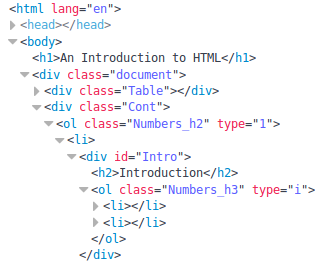 <html lang="en">
<head></head>
<body>
<h1>An Introduction to HTML</h1>
<div class="document">
<div class="Table"></div>
<div class="Cont">
<ol class="Numbers_h2" type="1">
<li>
<div id="Intro">
<h2>Introduction</h2>
<ol class="Numbers_h3" type="i">
<li></li>
<li></li>
</ol>
</div>